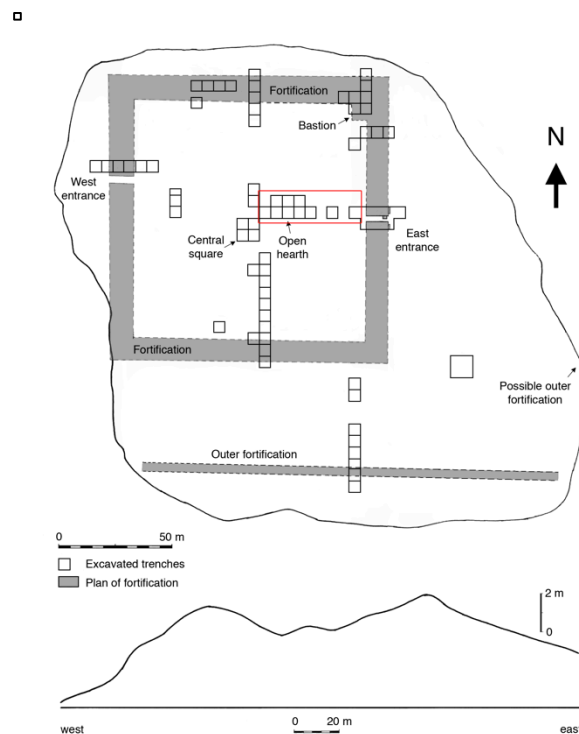 Fortification
Bastion
N
West
entrance
Central
square
Open
hearth
East
entrance
Fortification
Possible outer
fortification
Outer fortification
0 50 m
Excavated trenches
Plan of fortification
2 m
0
0 20 m
west east